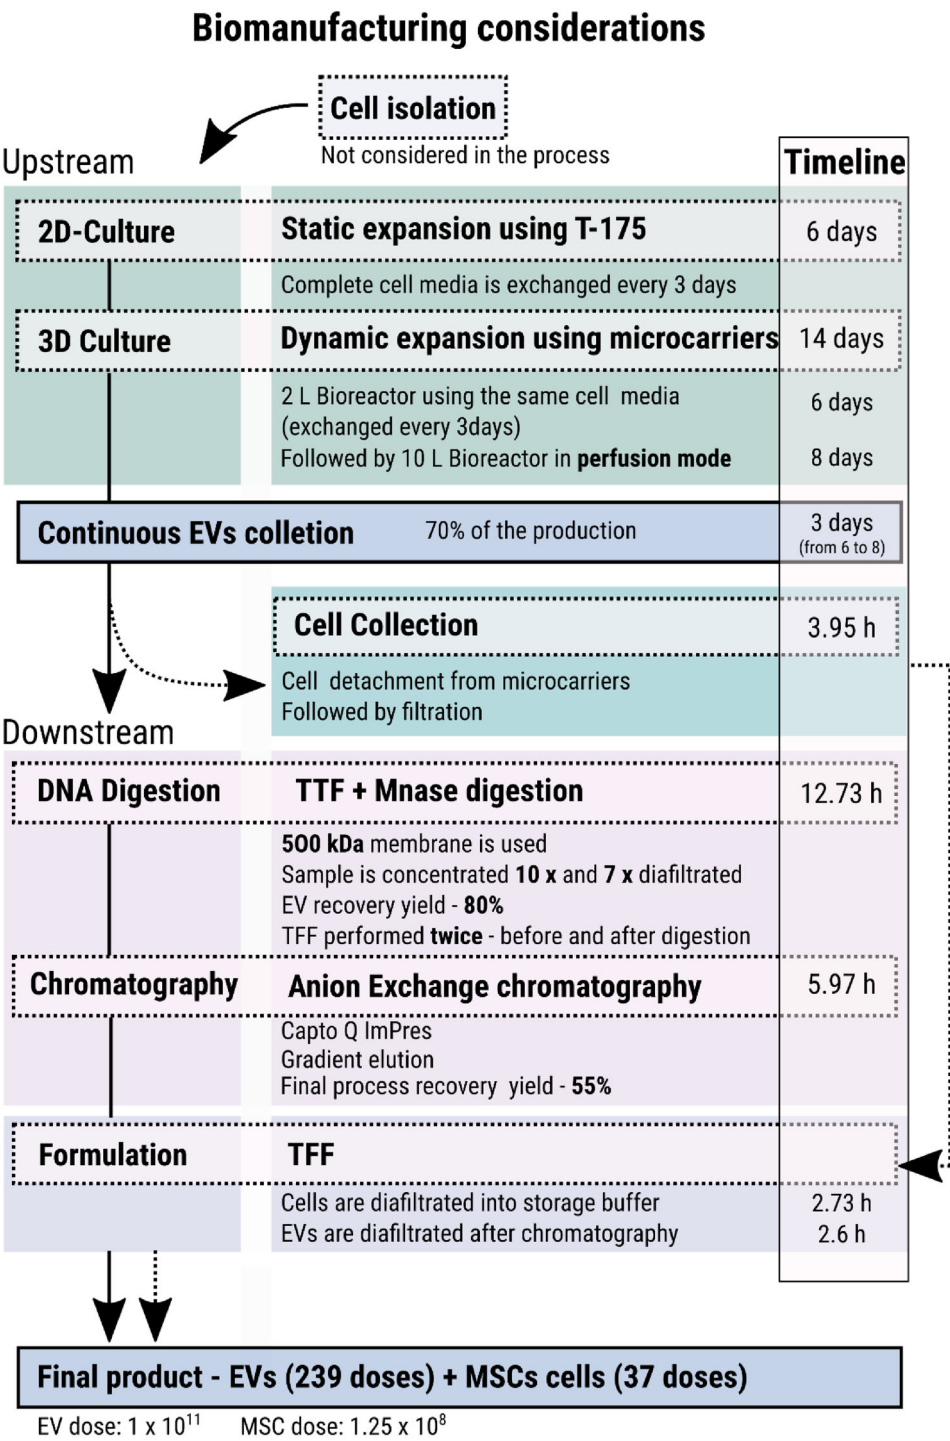 Biomanufacturing considerations
Cell isolation
Not considered in the process
Upstream
Timeline
2D-Culture
Static expansion using T-175
6 days
Complete cell media is exchanged every 3 days
3D Culture
Dynamic expansion using microcarriers
14 days
2 L Bioreactor using the same cell media
(exchanged every 3days)
6 days
Followed by 10 L Bioreactor in perfusion mode
8 days
Continuous EVs colletion
70% of the production
3 days
(from 6 to 8)
Cell Collection
3.95 h
Cell detachment from microcarriers
Followed by filtration
Downstream
DNA Digestion
TTF + Mnase digestion
12.73 h
500 kDa membrane is used
Sample is concentrated 10 x and 7 x diafiltrated
EV recovery yield - 80%
TFF performed twice - before and after digestion
Chromatography
Anion Exchange chromatography
5.97 h
Capto Q ImPres
Gradient elution
Final process recovery yield - 55%
Formulation
TFF
Cells are diafiltrated into storage buffer
2.73 h
EVs are diafiltrated after chromatography
2.6 h
Final product - EVs (239 doses) + MSCs cells (37 doses)
EV dose: 1 x 10¹¹ MSC dose: 1.25 x 10⁸